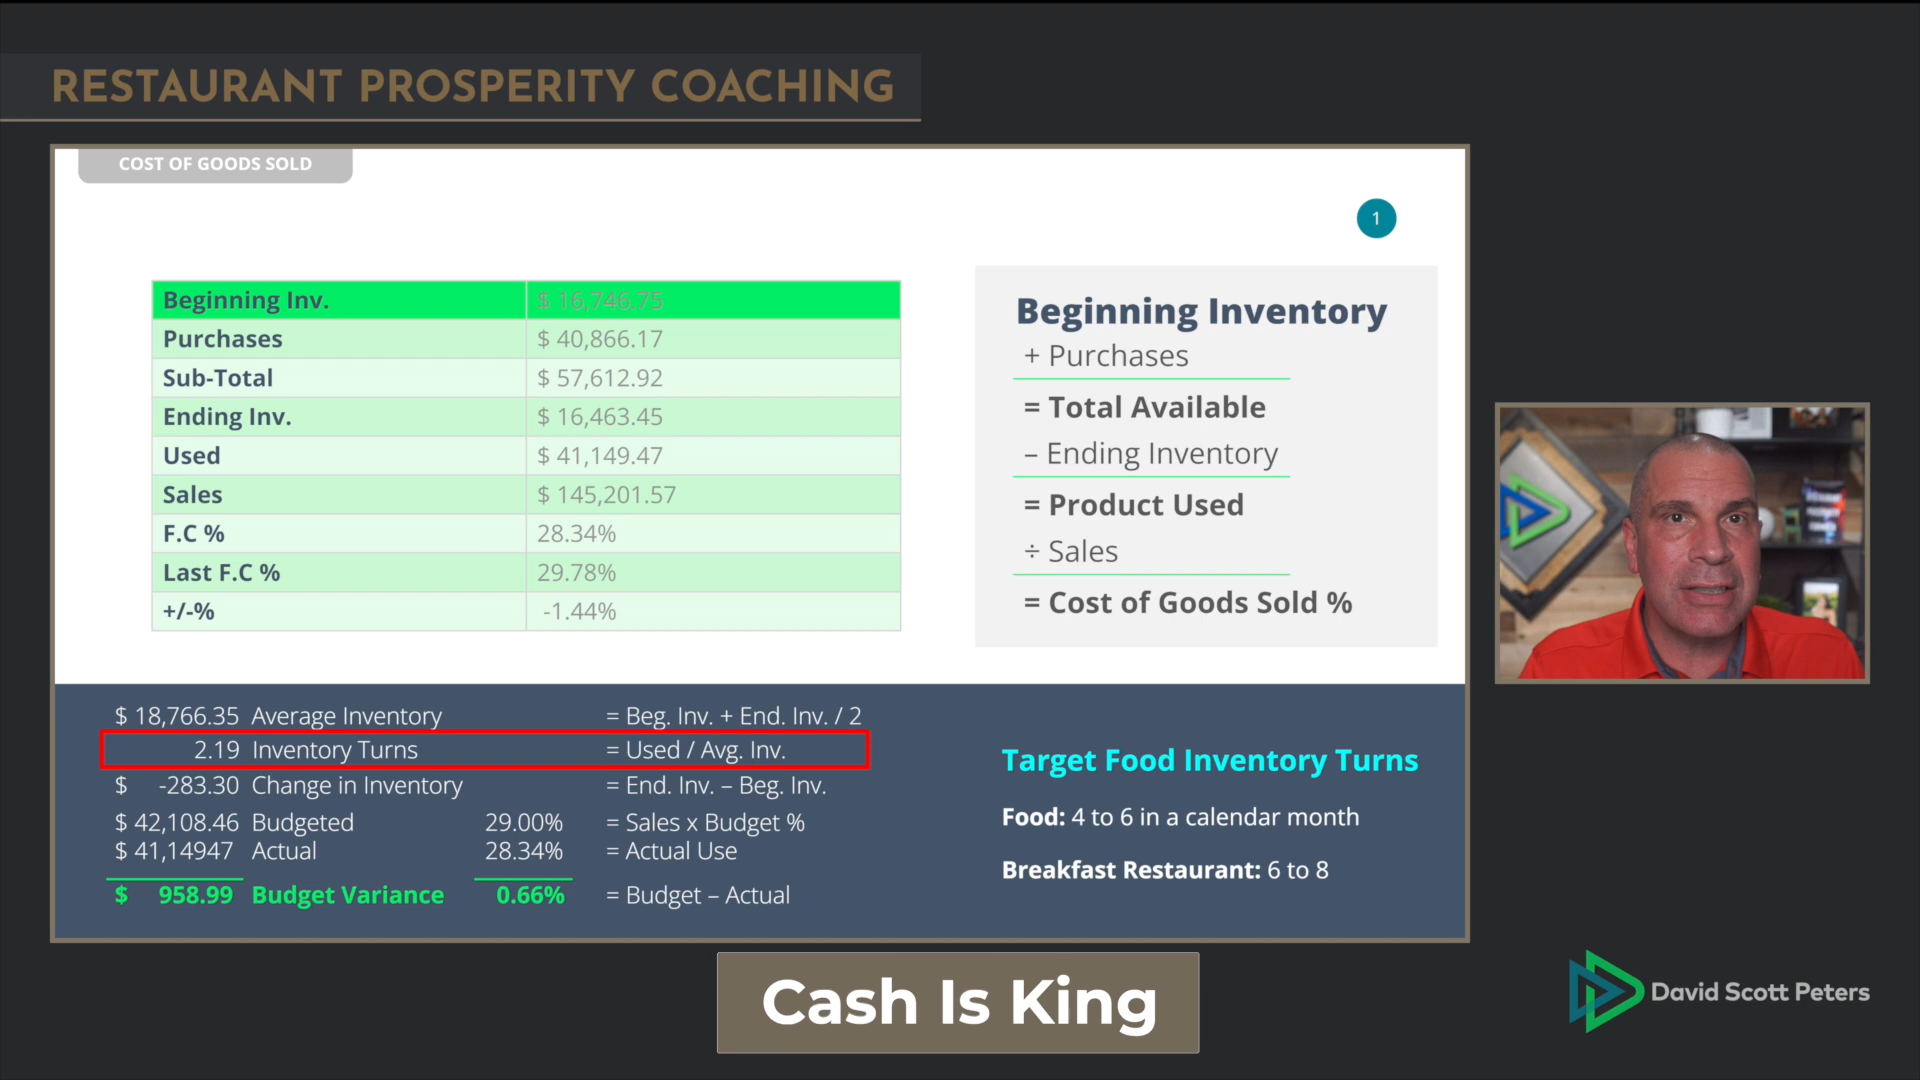 RESTAURANT PROSPERITY COACHING
COST OF GOODS SOLD
1
Beginning Inv. $ 16,746.75
Purchases $ 40,866.17
Sub-Total $ 57,612.92
Ending Inv. $ 16,463.45
Used $ 41,149.47
Sales $ 145,201.57
F.C % 28.34%
Last F.C % 29.78%
+/-% -1.44%
Beginning Inventory
+ Purchases
= Total Available
– Ending Inventory
= Product Used
÷ Sales
= Cost of Goods Sold %
$ 18,766.35 Average Inventory = Beg. Inv. + End. Inv. / 2
2.19 Inventory Turns = Used / Avg. Inv.
$ -283.30 Change in Inventory = End. Inv. – Beg. Inv.
$ 42,108.46 Budgeted 29.00% = Sales x Budget %
$ 41,14947 Actual 28.34% = Actual Use
$ 958.99 Budget Variance 0.66% = Budget – Actual
Target Food Inventory Turns
Food: 4 to 6 in a calendar month
Breakfast Restaurant: 6 to 8
Cash Is King
David Scott Peters